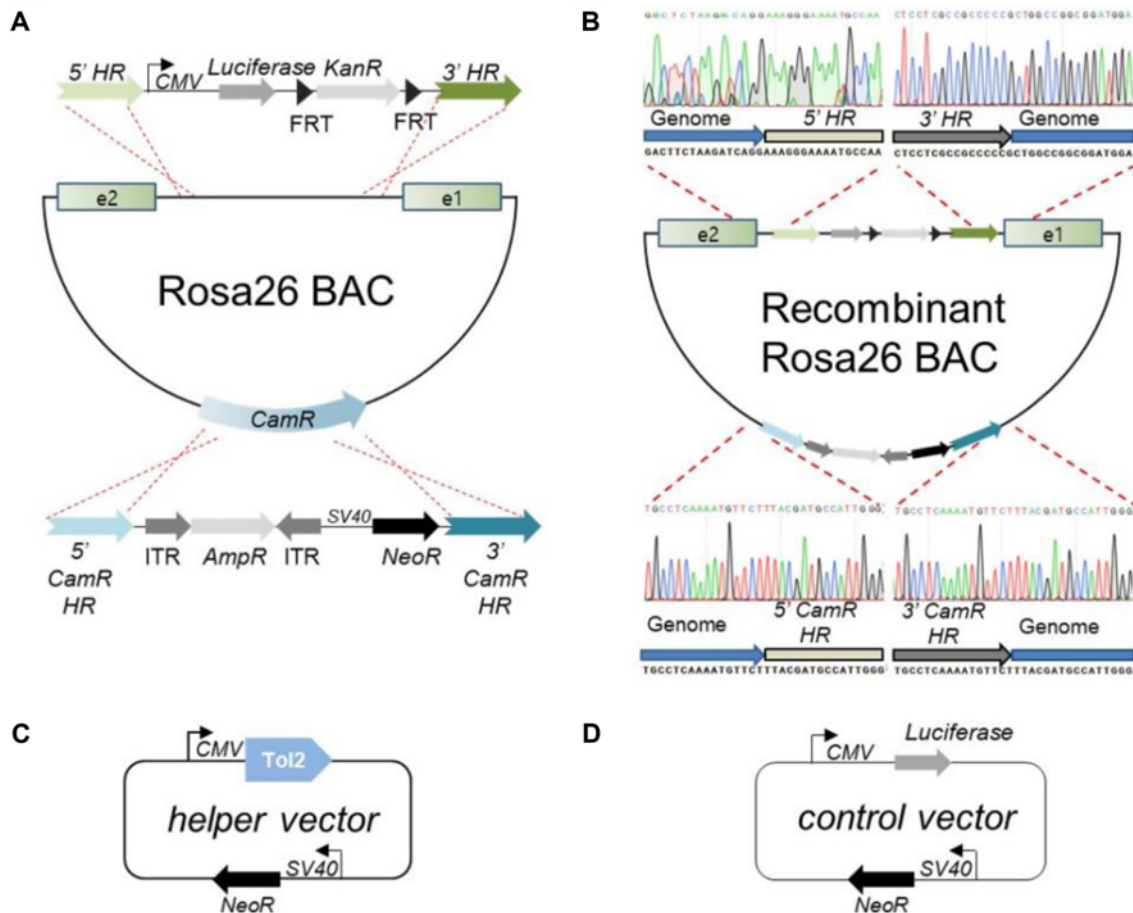 A
5' HR
CMV
Luciferase KanR
3' HR
FRT
FRT
e2
e1
Rosa26 BAC
CamR
5'
CamR
HR
ITR
AmpR
ITR
SV40
NeoR
3'
CamR
HR
B
CTCCTCGCCGCCCCCGCTGGCCGGCGGATGGA
Genome
5' HR
3' HR
Genome
GACTTCTAAGATCAGGAAAGGGAAAATGCCAA
CTCCTCGCCGCCCCCGCTGGCCGGCGGATGGA
e2
e1
Recombinant
Rosa26 BAC
TGCCTCAAAATGTTCTTTACGATGCCATTGGG
TGCCTCAAAATGTTCTTTACGATGCCATTGGG
Genome
5' CamR
HR
3' CamR
HR
Genome
TGCCTCAAAATGTTCTTTACGATGCCATTGGG
TGCCTCAAAATGTTCTTTACGATGCCATTGGG
C
CMV
Tol2
helper vector
SV40
NeoR
D
Luciferase
CMV
control vector
SV40
NeoR